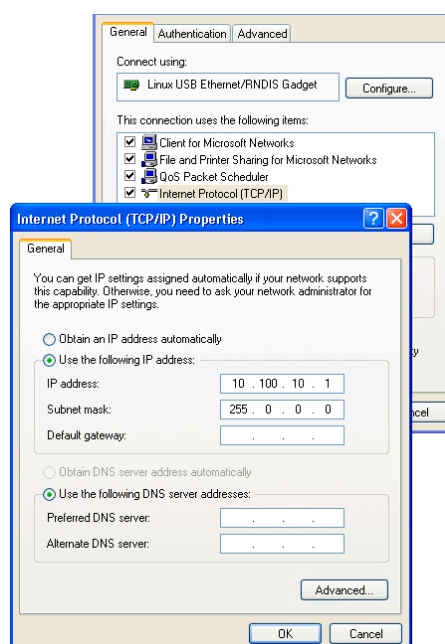 General Authentication Advanced
Connect using:
Linux USB Ethernet/RNDIS Gadget
Configure...
This connection uses the following items:
Client for Microsoft Networks
File and Printer Sharing for Microsoft Networks
QoS Packet Scheduler
Internet Protocol (TCP/IP)
Internet Protocol (TCP/IP) Properties
General
You can get IP settings assigned automatically if your network supports
this capability. Otherwise, you need to ask your network administrator for
the appropriate IP settings.
Obtain an IP address automatically
Use the following IP address:
IP address: 10 . 100 . 10 . 1
Subnet mask: 255 . 0 . 0 . 0
Default gateway: . . .
Obtain DNS server address automatically
Use the following DNS server addresses:
Preferred DNS server: . . .
Alternate DNS server: . . .
Advanced...
OK Cancel